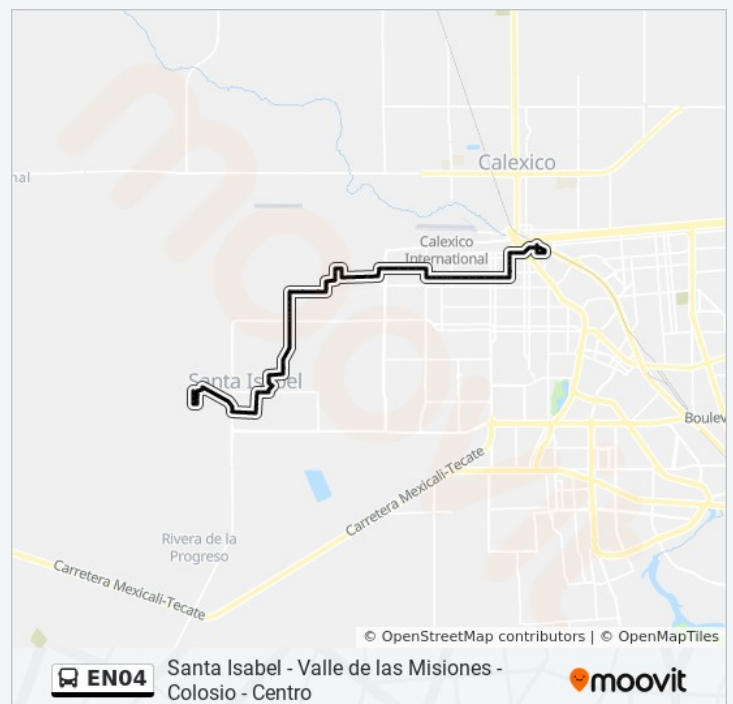 Calexico
nal
Calexico
International
Santa Isabel
Boulev
Carretera Mexicali-Tecate
Rivera de la
Progreso
Carretera Mexicali-Tecate
© OpenStreetMap contributors | © OpenMapTiles
EN04
Santa Isabel - Valle de las Misiones -
Colosio - Centro
moovit
moovit